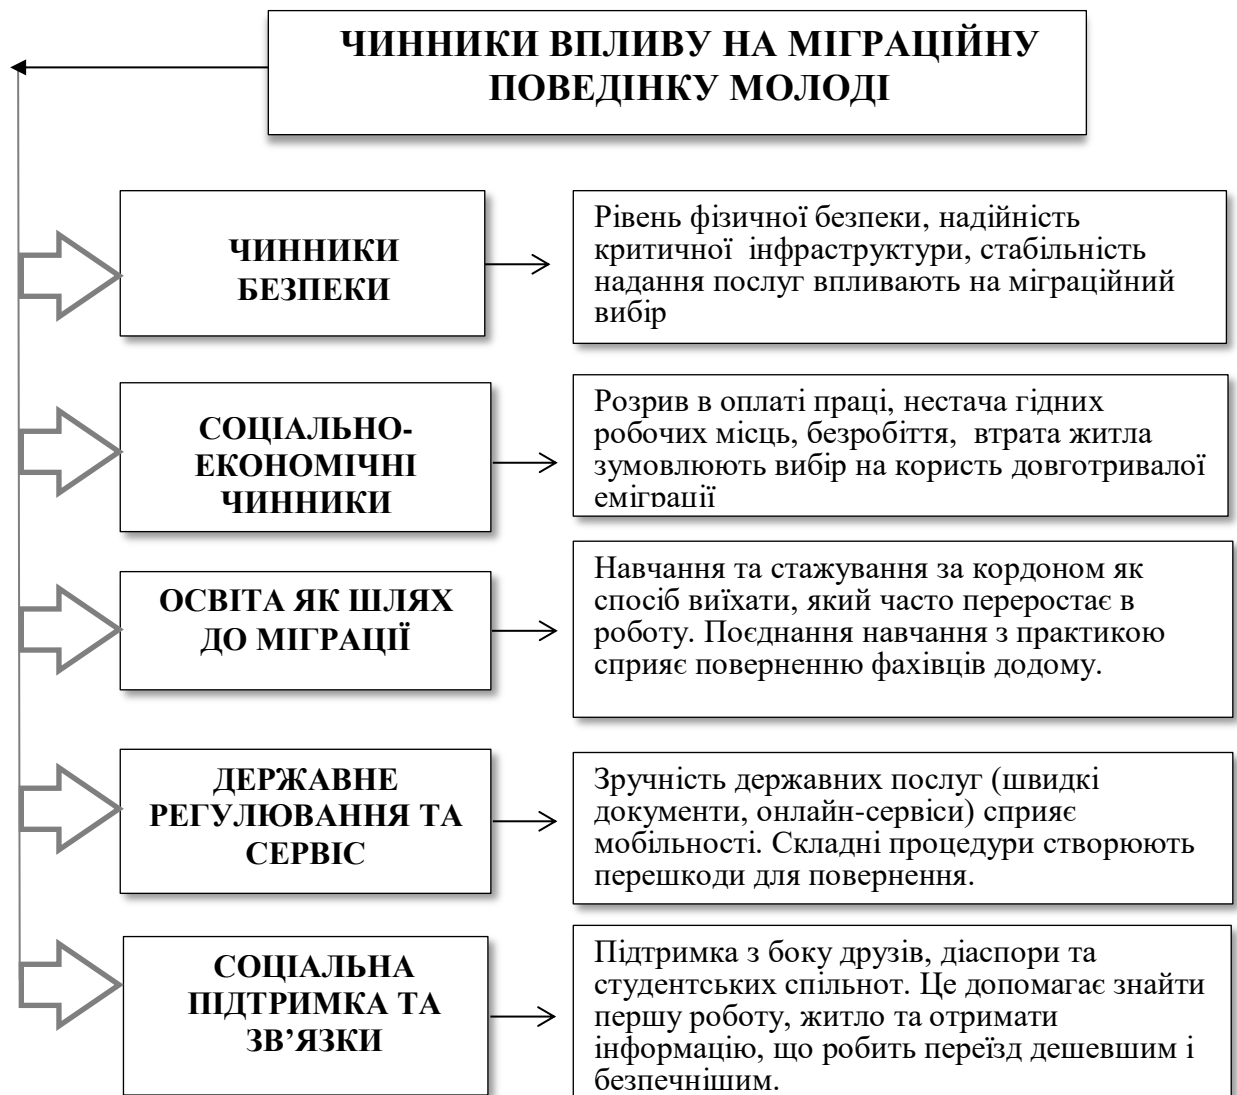 ЧИННИКИ ВПЛИВУ НА МІГРАЦІЙНУ
ПОВЕДІНКУ МОЛОДІ
ЧИННИКИ
БЕЗПЕКИ
Рівень фізичної безпеки, надійність
критичної інфраструктури, стабільність
надання послуг впливають на міграційний
вибір
СОЦІАЛЬНО-
ЕКОНОМІЧНІ
ЧИННИКИ
Розрив в оплаті праці, нестача гідних
робочих місць, безробіття, втрата житла
зумовлюють вибір на користь довготривалої
еміграції
ОСВІТА ЯК ШЛЯХ
ДО МІГРАЦІЇ
Навчання та стажування за кордоном як
спосіб виїхати, який часто переростає в
роботу. Поєднання навчання з практикою
сприяє поверненню фахівців додому.
ДЕРЖАВНЕ
РЕГУЛЮВАННЯ ТА
СЕРВІС
Зручність державних послуг (швидкі
документи, онлайн-сервіси) сприяє
мобільності. Складні процедури створюють
перешкоди для повернення.
СОЦІАЛЬНА
ПІДТРИМКА ТА
ЗВ’ЯЗКИ
Підтримка з боку друзів, діаспори та
студентських спільнот. Це допомагає знайти
першу роботу, житло та отримати
інформацію, що робить переїзд дешевшим і
безпечнішим.